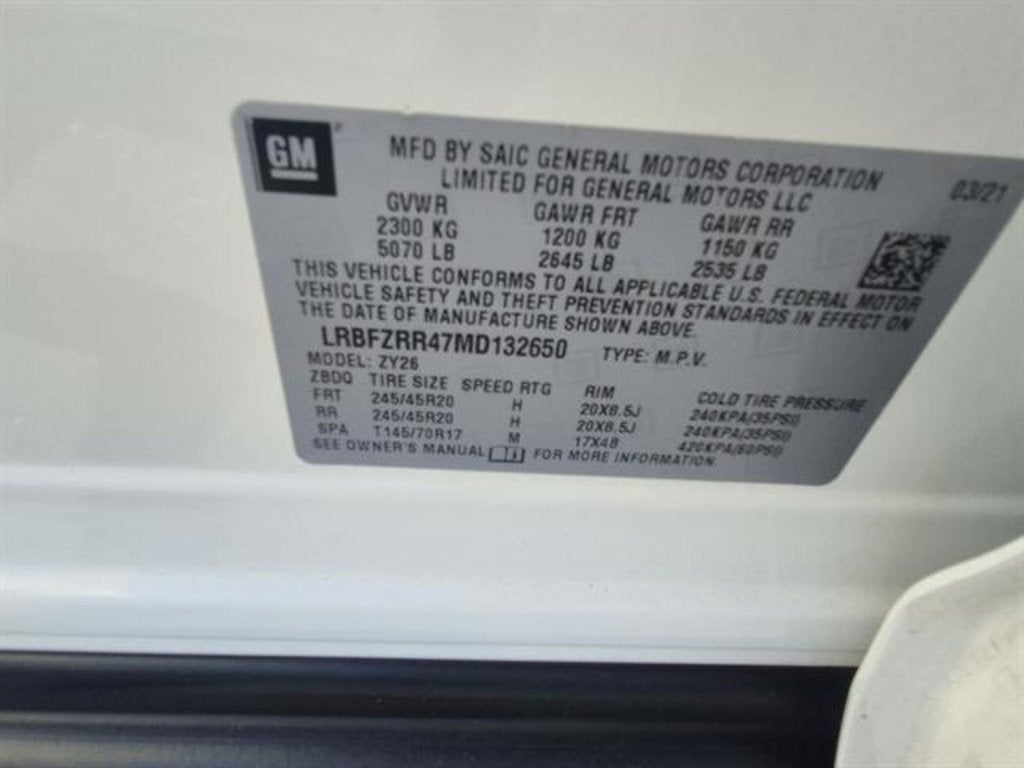 GM
MFD BY SAIC GENERAL MOTORS CORPORATION
LIMITED FOR GENERAL MOTORS LLC
03/21
GVWR GAWR FRT GAWR RR
2300 KG 1200 KG 1150 KG
5070 LB 2645 LB 2535 LB
THIS VEHICLE CONFORMS TO ALL APPLICABLE U.S. FEDERAL MOTOR
VEHICLE SAFETY AND THEFT PREVENTION STANDARDS IN EFFECT ON
THE DATE OF MANUFACTURE SHOWN ABOVE.
LRBFZRR47MD132650 TYPE: M.P.V.
MODEL: ZY26
ZBDQ TIRE SIZE SPEED RTG RIM COLD TIRE PRESSURE
FRT 245/45R20 H 20X8.5J 240KPA(35PSI)
RR 245/45R20 H 20X8.5J 240KPA(35PSI)
SPA T145/70R17 M 17X4B 420KPA(60PSI)
SEE OWNER'S MANUAL FOR MORE INFORMATION.